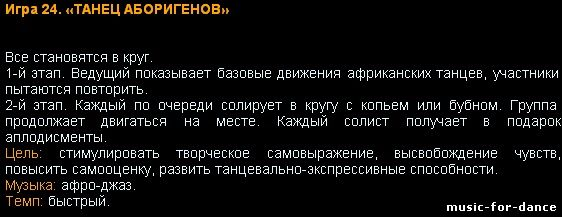 Игра 24. «ТАНЕЦ АБОРИГЕНОВ»
Все становятся в круг.
1-й этап. Ведущий показывает базовые движения африканских танцев, участники
пытаются повторить.
2-й этап. Каждый по очереди солирует в кругу с копьем или бубном. Группа
продолжает двигаться на месте. Каждый солист получает в подарок
аплодисменты.
Цель: стимулировать творческое самовыражение, высвобождение чувств,
повысить самооценку, развить танцевально-экспрессивные способности.
Музыка: афро-джаз.
Темп: быстрый.
music-for-dance